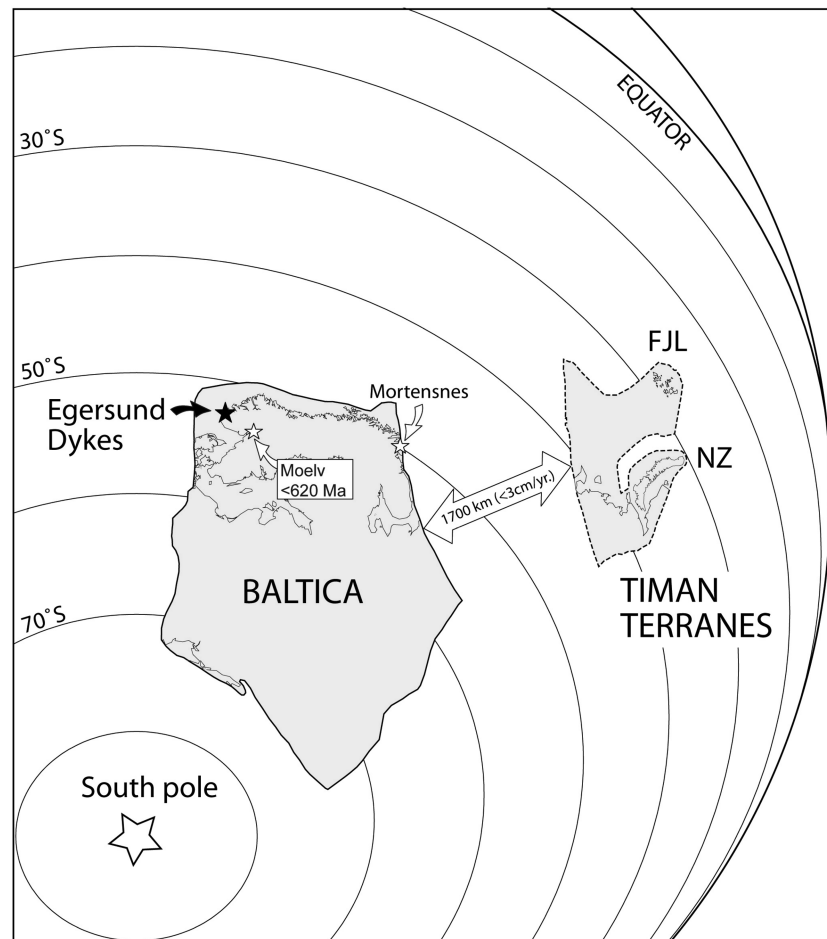 EQUATOR
30°S
50°S
FJL
Mortensnes
Egersund
Dykes
NZ
Moelv
<620 Ma
1700 km (<3cm/yr.)
BALTICA
TIMAN
TERRANES
70°S
South pole